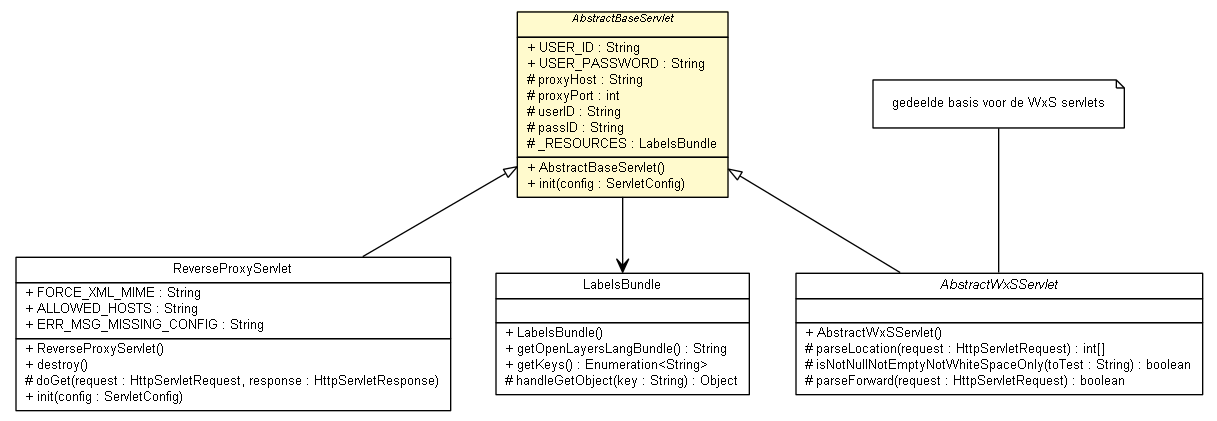 AbstractBaseServlet
+ USER_ID : String
+ USER_PASSWORD : String
# proxyHost : String
# proxyPort : int
# userID : String
# passID : String
# _RESOURCES : LabelsBundle
+ AbstractBaseServlet()
+ init(config : ServletConfig)
gedeelde basis voor de WxS servlets
ReverseProxyServlet
+ FORCE_XML_MIME : String
+ ALLOWED_HOSTS : String
+ ERR_MSG_MISSING_CONFIG : String
+ ReverseProxyServlet()
+ destroy()
# doGet(request : HttpServletRequest, response : HttpServletResponse)
+ init(config : ServletConfig)
LabelsBundle
+ LabelsBundle()
+ getOpenLayersLangBundle() : String
+ getKeys() : Enumeration<String>
# handleGetObject(key : String) : Object
AbstractWxSServlet
+ AbstractWxSServlet()
# parseLocation(request : HttpServletRequest) : int[]
# isNotNullNotEmptyNotWhiteSpaceOnly(toTest : String) : boolean
# parseForward(request : HttpServletRequest) : boolean